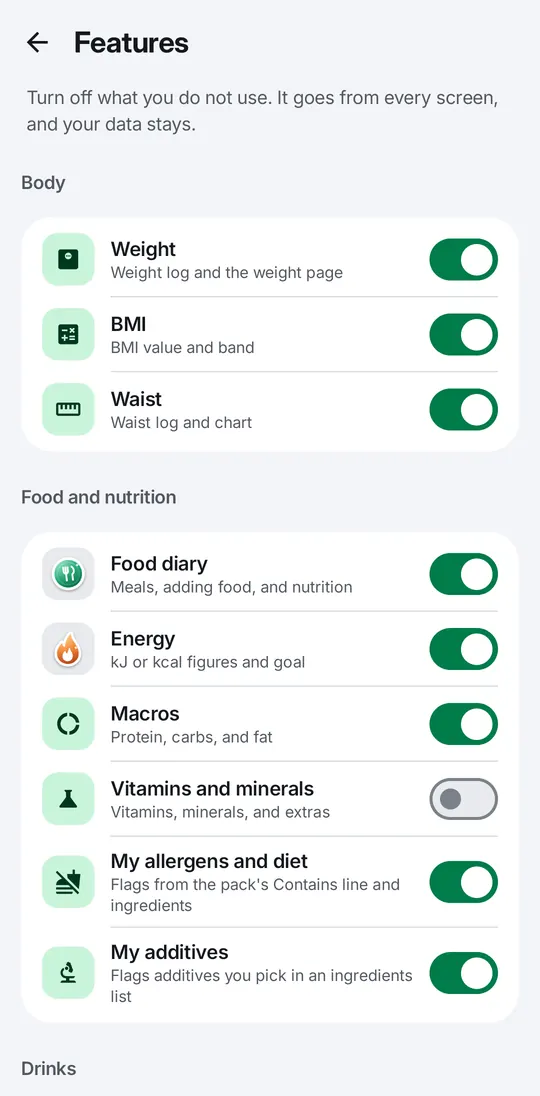 Features
Turn off what you do not use. It goes from every screen,
and your data stays.
Body
Weight
Weight log and the weight page
BMI
BMI value and band
Waist
Waist log and chart
Food and nutrition
Food diary
Meals, adding food, and nutrition
Energy
kJ or kcal figures and goal
Macros
Protein, carbs, and fat
Vitamins and minerals
Vitamins, minerals, and extras
My allergens and diet
Flags from the pack's Contains line and
ingredients
My additives
Flags additives you pick in an ingredients
list
Drinks